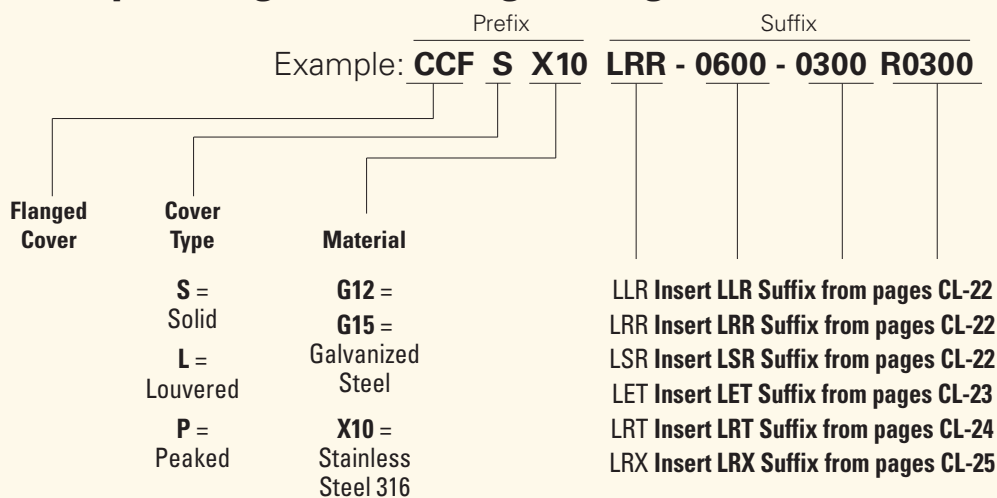 Prefix Suffix
Example: CCF S X10 LRR - 0600 - 0300 R0300
Flanged
Cover
Cover
Type
S =
Solid
L =
Louvered
P =
Peaked
Material
G12 =
G15 =
Galvanized
Steel
X10 =
Stainless
Steel 316
LLR Insert LLR Suffix from pages CL-22
LRR Insert LRR Suffix from pages CL-22
LSR Insert LSR Suffix from pages CL-22
LET Insert LET Suffix from pages CL-23
LRT Insert LRT Suffix from pages CL-24
LRX Insert LRX Suffix from pages CL-25